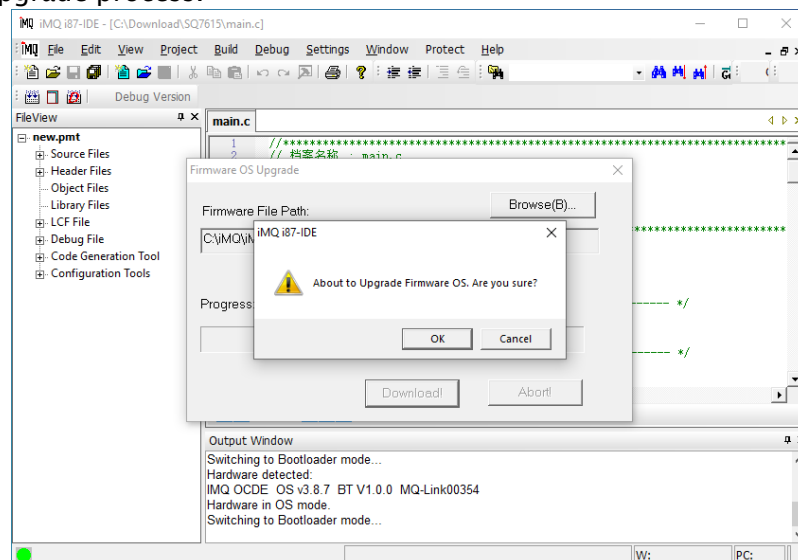 pgrade process.
iMQ iMQ i87-IDE - [C:\Download\SQ7615\main.c]
iMQ File Edit View Project Build Debug Settings Window Protect Help
Debug Version
FileView
main.c
new.pmt
Source Files
Header Files
Object Files
Library Files
LCF File
Debug File
Code Generation Tool
Configuration Tools
1 //**************************************************************
2 // 档案名称 : main.c
Firmware OS Upgrade
Firmware File Path:
Browse(B)...
C:\iMQ\iM
iMQ i87-IDE
About to Upgrade Firmware OS. Are you sure?
OK Cancel
Progress
------ */
------ */
Download! Abort!
Output Window
Switching to Bootloader mode...
Hardware detected:
IMQ OCDE OS v3.8.7 BT V1.0.0 MQ-Link00354
Hardware in OS mode.
Switching to Bootloader mode...
W: PC: